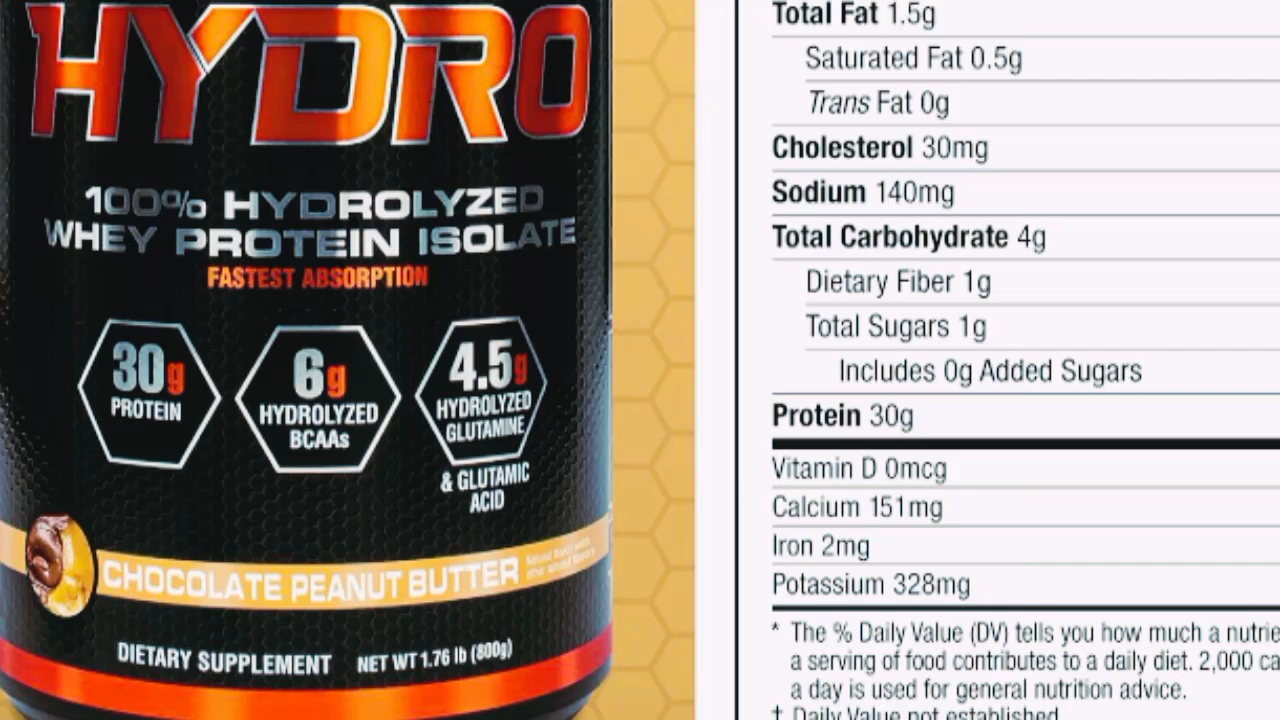 HYDRO
100% HYDROLYZED
WHEY PROTEIN ISOLATE
FASTEST ABSORPTION
30g
PROTEIN
6g
HYDROLYZED
BCAAs
4.5g
HYDROLYZED
GLUTAMINE
& GLUTAMIC
ACID
CHOCOLATE PEANUT BUTTER
DIETARY SUPPLEMENT NET WT 1.76 lb (800g)
Total Fat 1.5g
Saturated Fat 0.5g
Trans Fat 0g
Cholesterol 30mg
Sodium 140mg
Total Carbohydrate 4g
Dietary Fiber 1g
Total Sugars 1g
Includes 0g Added Sugars
Protein 30g
Vitamin D 0mcg
Calcium 151mg
Iron 2mg
Potassium 328mg
* The % Daily Value (DV) tells you how much a nutrie
a serving of food contributes to a daily diet. 2,000 ca
a day is used for general nutrition advice.
† Daily Value not established